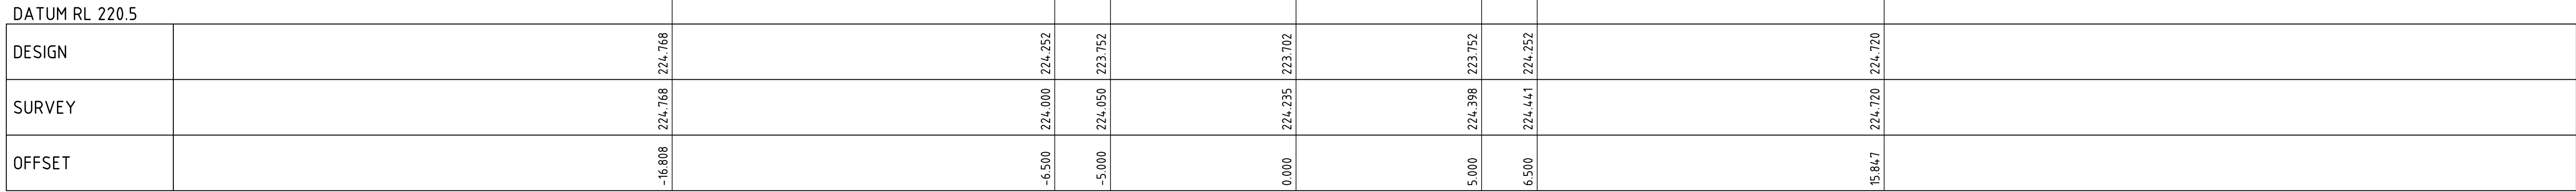 DATUM RL 220.5
DESIGN 224.768 224.252 223.752 223.702 223.752 224.252 224.720
SURVEY 224.768 224.000 224.050 224.235 224.398 224.441 224.720
OFFSET -16.808 -6.500 -5.000 0.000 5.000 6.500 15.847